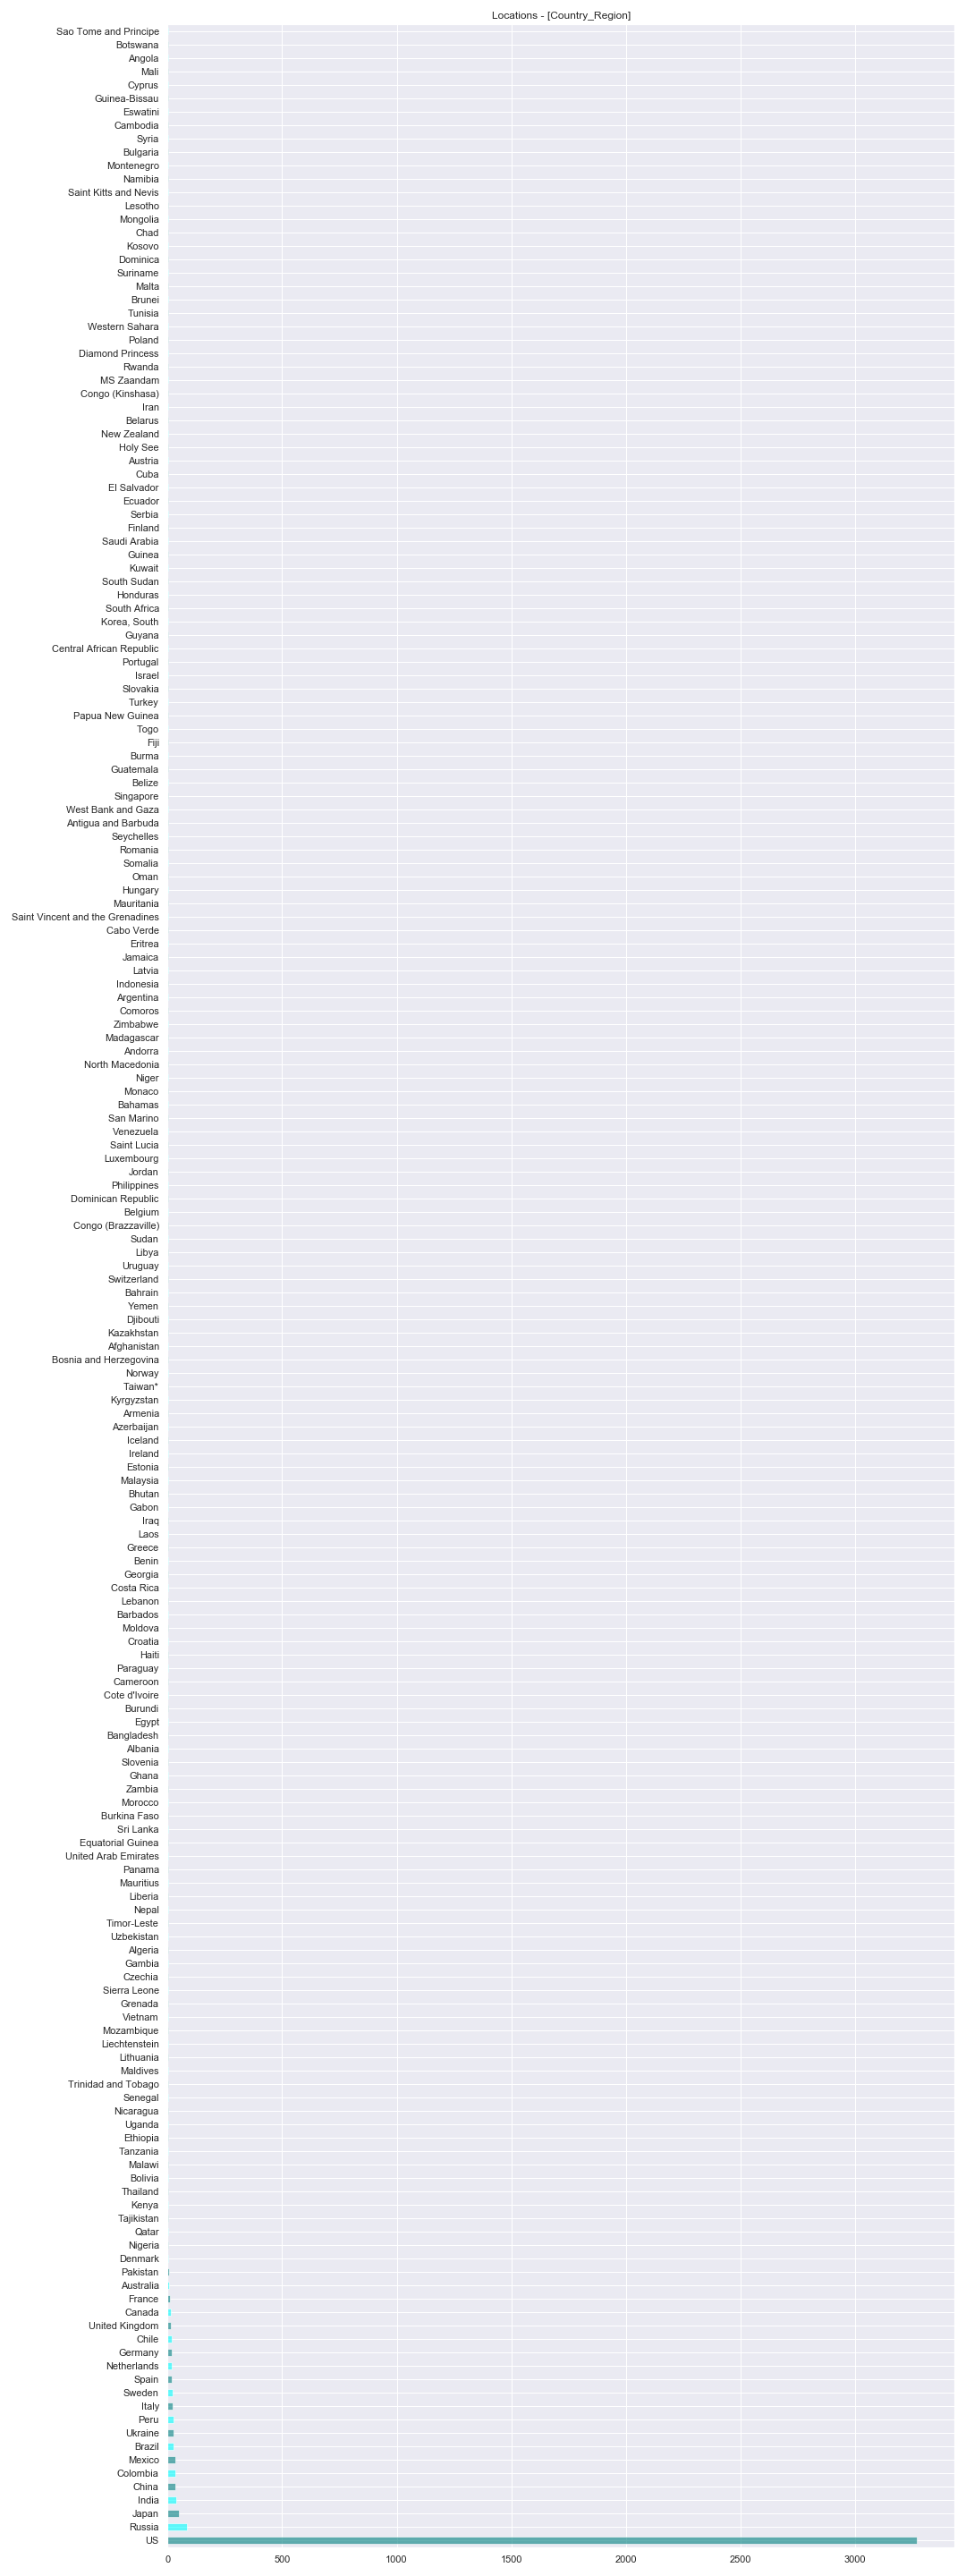 Locations - [Country_Region]
Sao Tome and Principe
Botswana
Angola
Mali
Cyprus
Guinea-Bissau
Eswatini
Cambodia
Syria
Bulgaria
Montenegro
Namibia
Saint Kitts and Nevis
Lesotho
Mongolia
Chad
Kosovo
Dominica
Suriname
Malta
Brunei
Tunisia
Western Sahara
Poland
Diamond Princess
Rwanda
MS Zaandam
Congo (Kinshasa)
Iran
Belarus
New Zealand
Holy See
Austria
Cuba
El Salvador
Ecuador
Serbia
Finland
Saudi Arabia
Guinea
Kuwait
South Sudan
Honduras
South Africa
Korea, South
Guyana
Central African Republic
Portugal
Israel
Slovakia
Turkey
Papua New Guinea
Togo
Fiji
Burma
Guatemala
Belize
Singapore
West Bank and Gaza
Antigua and Barbuda
Seychelles
Romania
Somalia
Oman
Hungary
Mauritania
Saint Vincent and the Grenadines
Cabo Verde
Eritrea
Jamaica
Latvia
Indonesia
Argentina
Comoros
Zimbabwe
Madagascar
Andorra
North Macedonia
Niger
Monaco
Bahamas
San Marino
Venezuela
Saint Lucia
Luxembourg
Jordan
Philippines
Dominican Republic
Belgium
Congo (Brazzaville)
Sudan
Libya
Uruguay
Switzerland
Bahrain
Yemen
Djibouti
Kazakhstan
Afghanistan
Bosnia and Herzegovina
Norway
Taiwan*
Kyrgyzstan
Armenia
Azerbaijan
Iceland
Ireland
Estonia
Malaysia
Bhutan
Gabon
Iraq
Laos
Greece
Benin
Georgia
Costa Rica
Lebanon
Barbados
Moldova
Croatia
Haiti
Paraguay
Cameroon
Cote d'Ivoire
Burundi
Egypt
Bangladesh
Albania
Slovenia
Ghana
Zambia
Morocco
Burkina Faso
Sri Lanka
Equatorial Guinea
United Arab Emirates
Panama
Mauritius
Liberia
Nepal
Timor-Leste
Uzbekistan
Algeria
Gambia
Czechia
Sierra Leone
Grenada
Vietnam
Mozambique
Liechtenstein
Lithuania
Maldives
Trinidad and Tobago
Senegal
Nicaragua
Uganda
Ethiopia
Tanzania
Malawi
Bolivia
Thailand
Kenya
Tajikistan
Qatar
Nigeria
Denmark
Pakistan
Australia
France
Canada
United Kingdom
Chile
Germany
Netherlands
Spain
Sweden
Italy
Peru
Ukraine
Brazil
Mexico
Colombia
China
India
Japan
Russia
US
0 500 1000 1500 2000 2500 3000